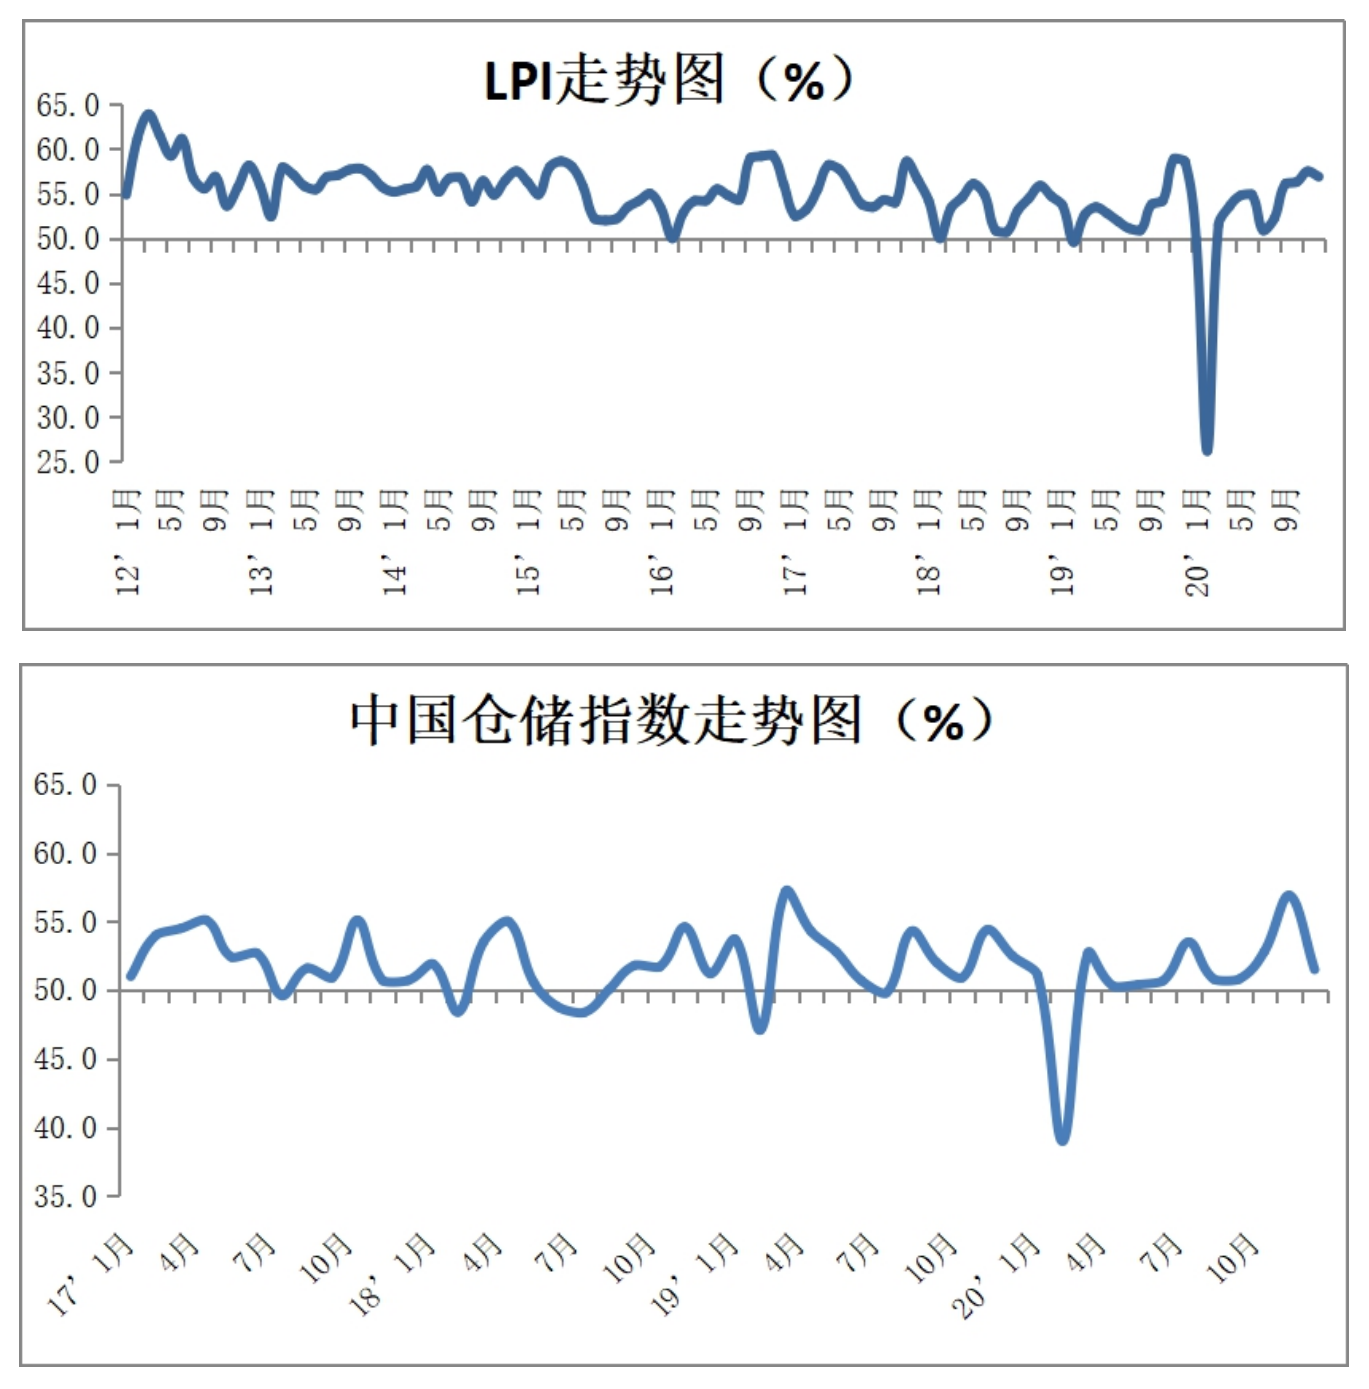 LPI走势图（%）
65.0
60.0
55.0
50.0
45.0
40.0
35.0
30.0
25.0
12’ 1月
5月
9月
13’ 1月
5月
9月
14’ 1月
5月
9月
15’ 1月
5月
9月
16’ 1月
5月
9月
17’ 1月
5月
9月
18’ 1月
5月
9月
19’ 1月
5月
9月
20’ 1月
5月
9月
中国仓储指数走势图（%）
65.0
60.0
55.0
50.0
45.0
40.0
35.0
17’ 1月
4月
7月
10月
18’ 1月
4月
7月
10月
19’ 1月
4月
7月
10月
20’ 1月
4月
7月
10月